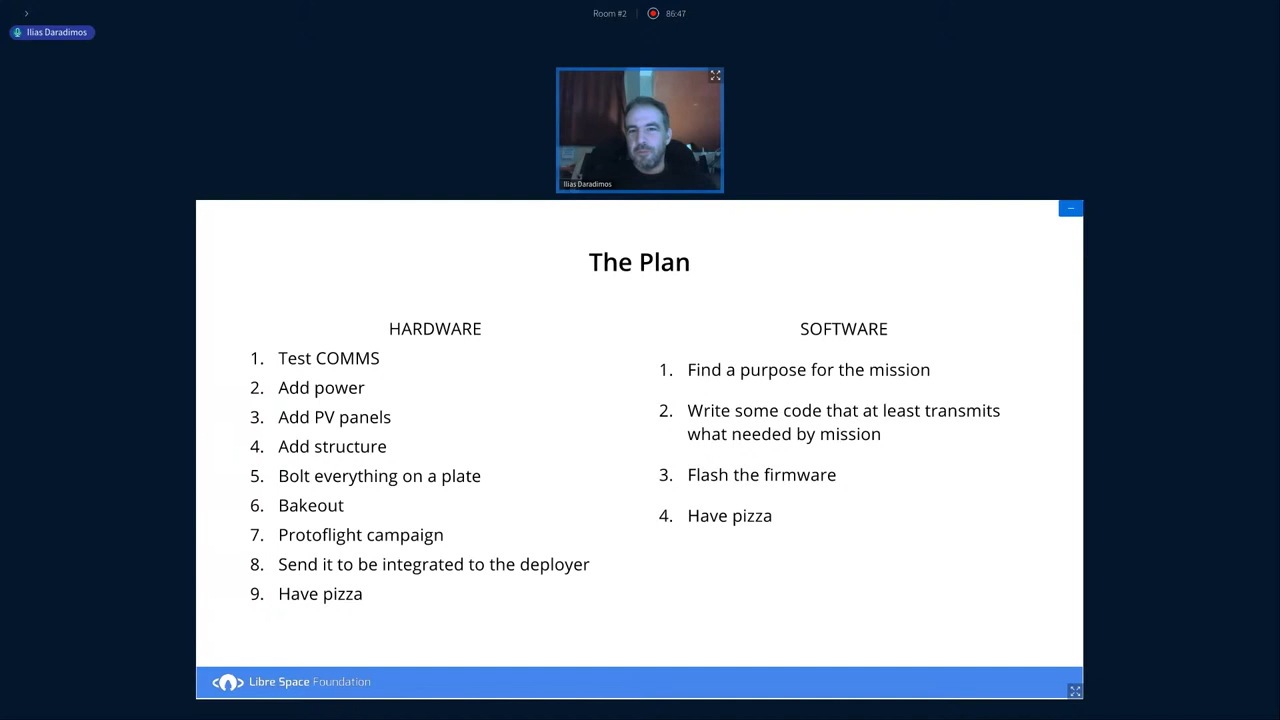 Room #2
86:47
Ilias Daradimos
Ilias Daradimos
The Plan
HARDWARE
1. Test COMMS
2. Add power
3. Add PV panels
4. Add structure
5. Bolt everything on a plate
6. Bakeout
7. Protoflight campaign
8. Send it to be integrated to the deployer
9. Have pizza
SOFTWARE
1. Find a purpose for the mission
2. Write some code that at least transmits
what needed by mission
3. Flash the firmware
4. Have pizza
Libre Space Foundation